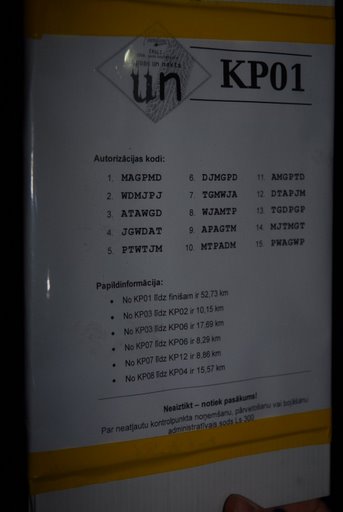 un
KP01
Autorizācijas kodi:
1. MAGPMD 6. DJMGPD 11. AMGPTD
2. WDMJPJ 7. TGMWJA 12. DTAPJM
3. ATAWGD 8. WJAMTP 13. TGDPGP
4. JGWDAT 9. APAGTM 14. MJTMGT
5. PTWTJM 10. MTPADM 15. PWAGWP
Papildinformācija:
• No KP01 līdz finišam ir 52,73 km
• No KP03 līdz KP02 ir 10,15 km
• No KP03 līdz KP06 ir 17,69 km
• No KP07 līdz KP06 ir 8,29 km
• No KP07 līdz KP12 ir 8,86 km
• No KP08 līdz KP04 ir 15,57 km
Neaiztikt – notiek pasākums!
Par neatļautu kontrolpunkta noņemšanu, pārvietošanu vai bojāšanu
administratīvais sods Ls 300